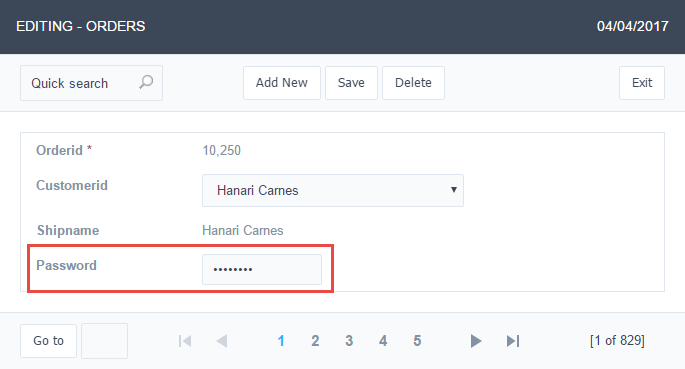 EDITING - ORDERS 04/04/2017
Quick search Add New Save Delete Exit
Orderid * 10,250
Customerid Hanari Carnes
Shipname Hanari Carnes
Password ••••••••
Go to 1 2 3 4 5 [1 of 829]